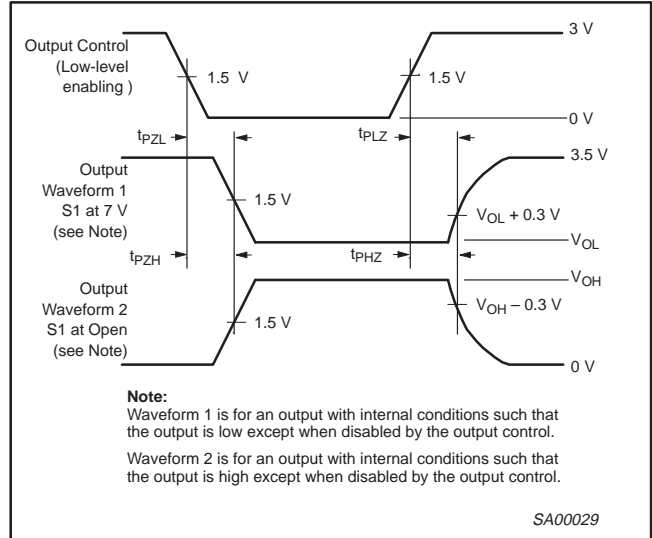 3 V
Output Control
(Low-level
enabling )
1.5 V
1.5 V
0 V
tPZL
tPLZ
3.5 V
Output
Waveform 1
S1 at 7 V
(see Note)
1.5 V
VOL + 0.3 V
VOL
tPZH
tPHZ
VOH
Output
Waveform 2
S1 at Open
(see Note)
1.5 V
VOH – 0.3 V
0 V
Note:
Waveform 1 is for an output with internal conditions such that
the output is low except when disabled by the output control.
Waveform 2 is for an output with internal conditions such that
the output is high except when disabled by the output control.
SA00029